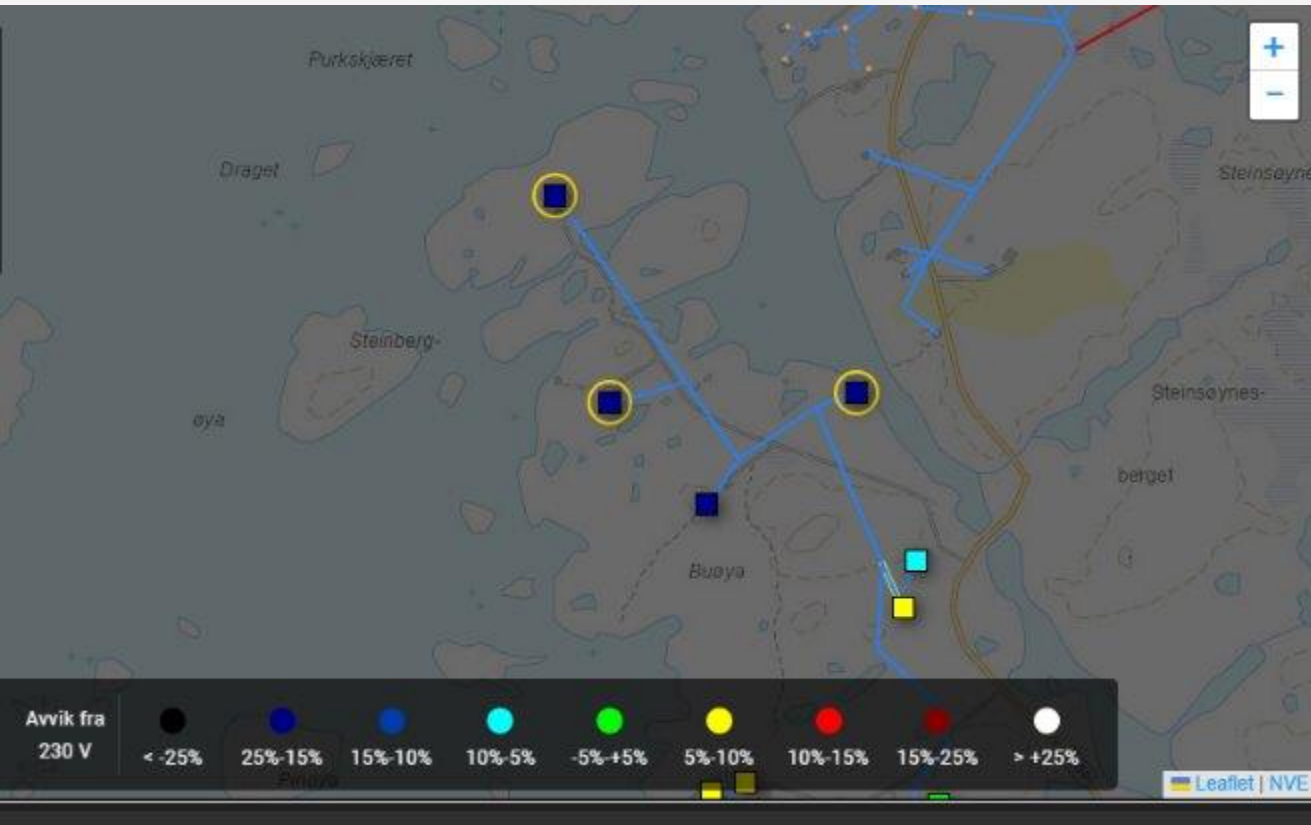 Purkskjæret
+
−
Draget
Steinsøyne
Steinberg-
øya
Steinsøynes-
berget
Buøya
Avvik fra
230 V
< -25%
25%-15%
15%-10%
10%-5%
-5%-+5%
5%-10%
10%-15%
15%-25%
> +25%
Leaflet | NVE